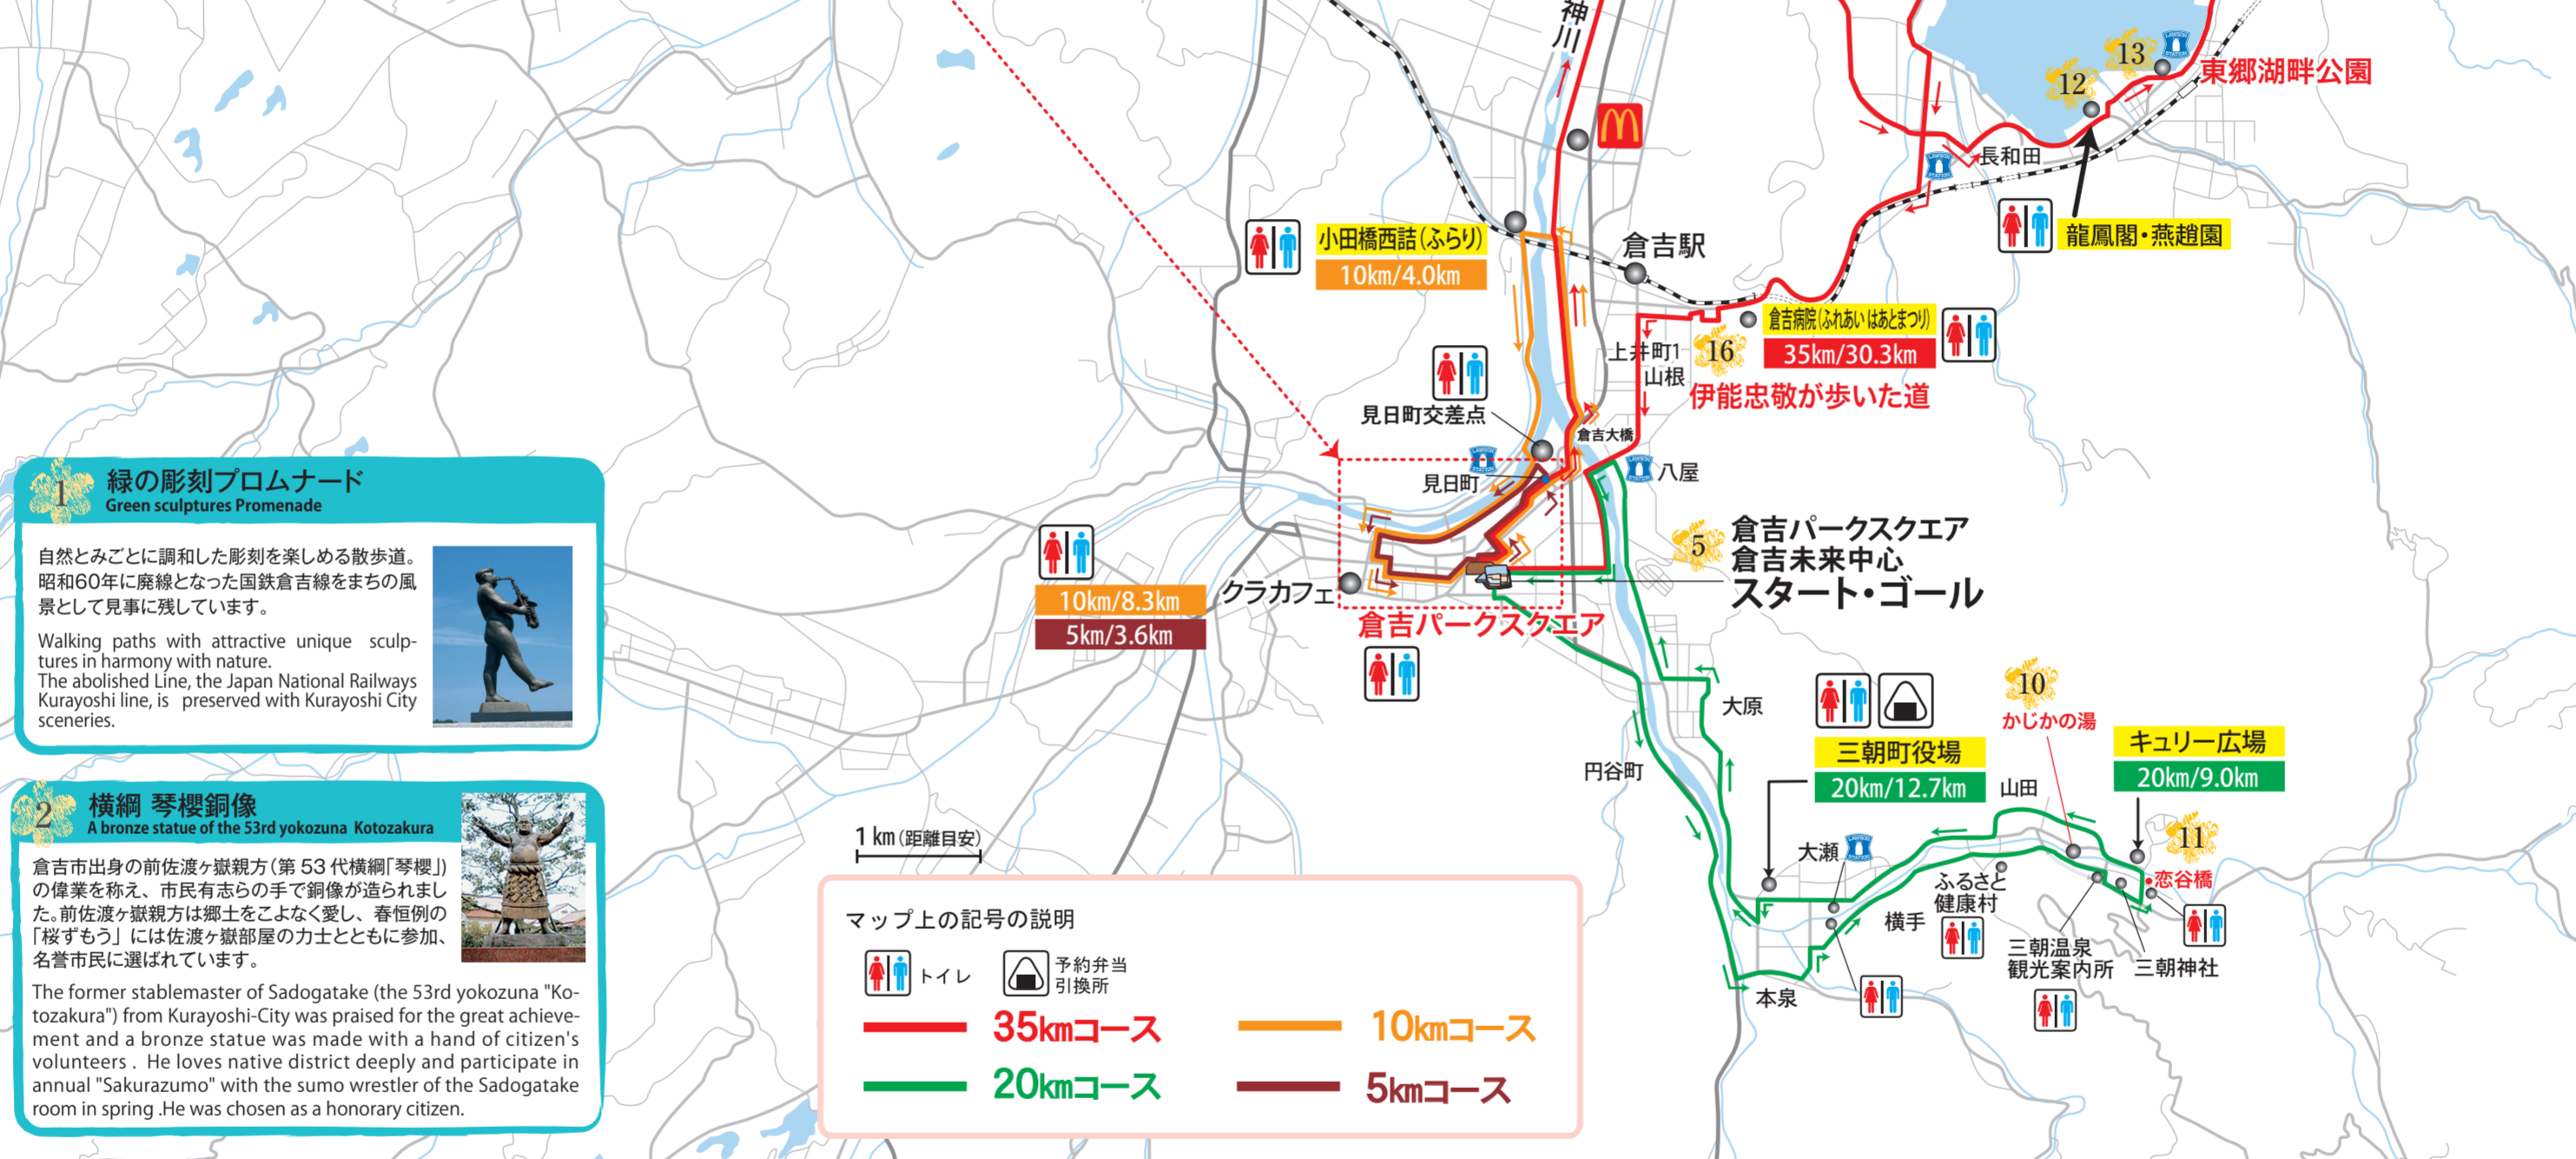 神川
13
12
東郷湖畔公園
長和田
龍鳳閣・燕趙園
小田橋西詰(ふらり)
10km/4.0km
倉吉駅
倉吉病院(ふれあい はあとまつり)
35km/30.3km
16
上井町1
山根
伊能忠敬が歩いた道
見日町交差点
倉吉大橋
八屋
見日町
5
倉吉パークスクエア
倉吉未来中心
スタート・ゴール
クラカフェ
10km/8.3km
5km/3.6km
倉吉パークスクエア
大原
円谷町
10
かじかの湯
三朝町役場
20km/12.7km
キュリー広場
20km/9.0km
山田
11
大瀬
恋谷橋
ふるさと
健康村
横手
三朝温泉
観光案内所
三朝神社
本泉
1
緑の彫刻プロムナード
Green sculptures Promenade
自然とみごとに調和した彫刻を楽しめる散歩道。
昭和60年に廃線となった国鉄倉吉線をまちの風
景として見事に残しています。
Walking paths with attractive unique sculp-
tures in harmony with nature.
The abolished Line, the Japan National Railways
Kurayoshi line, is preserved with Kurayoshi City
sceneries.
2
横綱 琴櫻銅像
A bronze statue of the 53rd yokozuna Kotozakura
倉吉市出身の前佐渡ヶ嶽親方(第 53 代横綱「琴櫻」)
の偉業を称え、市民有志らの手で銅像が造られまし
た。前佐渡ヶ嶽親方は郷土をこよなく愛し、春恒例の
「桜ずもう」には佐渡ヶ嶽部屋の力士とともに参加、
名誉市民に選ばれています。
The former stablemaster of Sadogatake (the 53rd yokozuna "Ko-
tozakura") from Kurayoshi-City was praised for the great achieve-
ment and a bronze statue was made with a hand of citizen's
volunteers . He loves native district deeply and participate in
annual "Sakurazumo" with the sumo wrestler of the Sadogatake
room in spring .He was chosen as a honorary citizen.
1 km(距離目安)
マップ上の記号の説明
トイレ
予約弁当
引換所
35kmコース
10kmコース
20kmコース
5kmコース